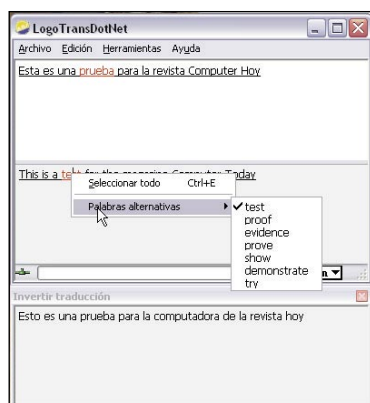 LogoTransDotNet
Archivo Edición Herramientas Ayuda
Esta es una prueba para la revista Computer Hoy
This is a test for the magazine Computer Today
Seleccionar todo Ctrl+E
Palabras alternativas
test
proof
evidence
prove
show
demonstrate
try
Invertir traducción
Esto es una prueba para la computadora de la revista hoy